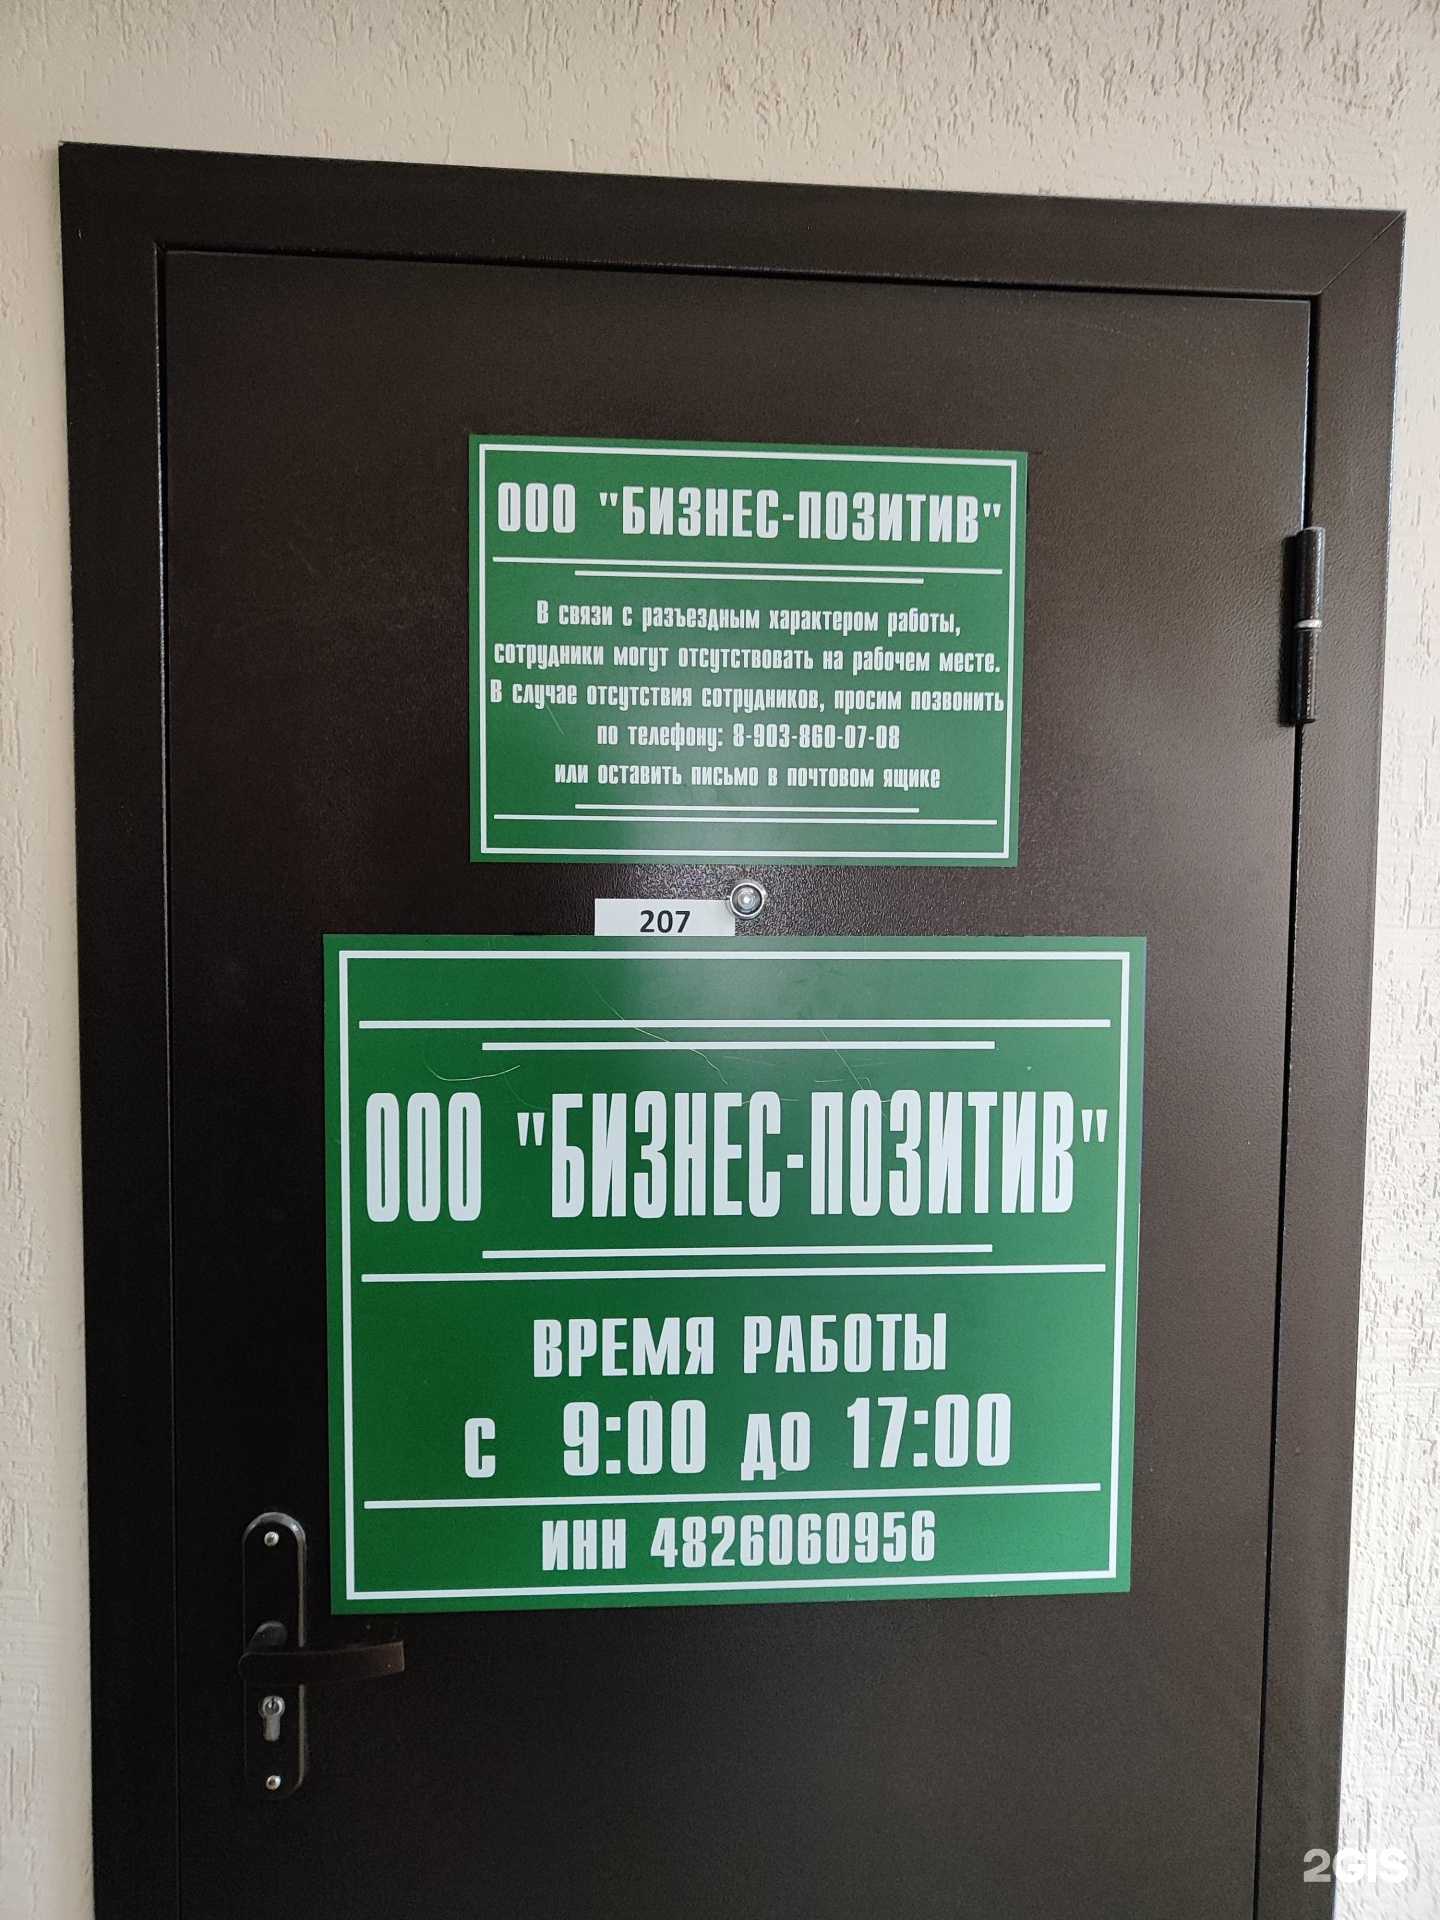 ООО "БИЗНЕС-ПОЗИТИВ"
В связи с разъездным характером работы,
сотрудники могут отсутствовать на рабочем месте.
В случае отсутствия сотрудников, просим позвонить
по телефону: 8-903-860-07-08
или оставить письмо в почтовом ящике
207
ООО "БИЗНЕС-ПОЗИТИВ"
ВРЕМЯ РАБОТЫ
С 9:00 ДО 17:00
ИНН 4826060956
2GIS